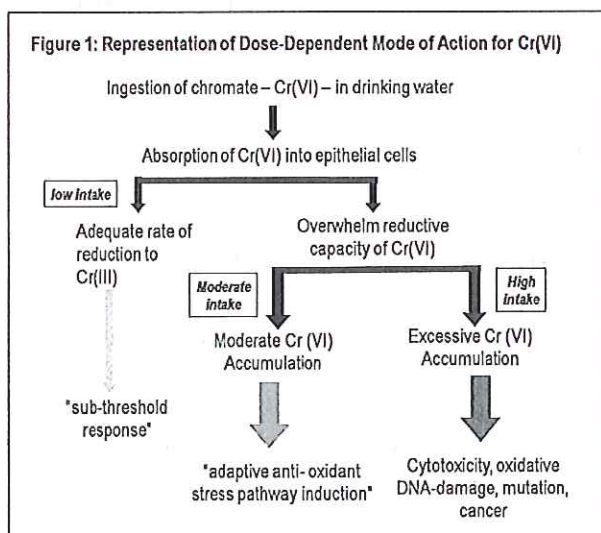 Figure 1: Representation of Dose-Dependent Mode of Action for Cr(VI)
Ingestion of chromate – Cr(VI) – in drinking water
Absorption of Cr(VI) into epithelial cells
low intake
Adequate rate of
reduction to
Cr(III)
"sub-threshold
response"
Overwhelm reductive
capacity of Cr(VI)
Moderate
intake
Moderate Cr (VI)
Accumulation
"adaptive anti- oxidant
stress pathway induction"
High
intake
Excessive Cr (VI)
Accumulation
Cytotoxicity, oxidative
DNA-damage, mutation,
cancer